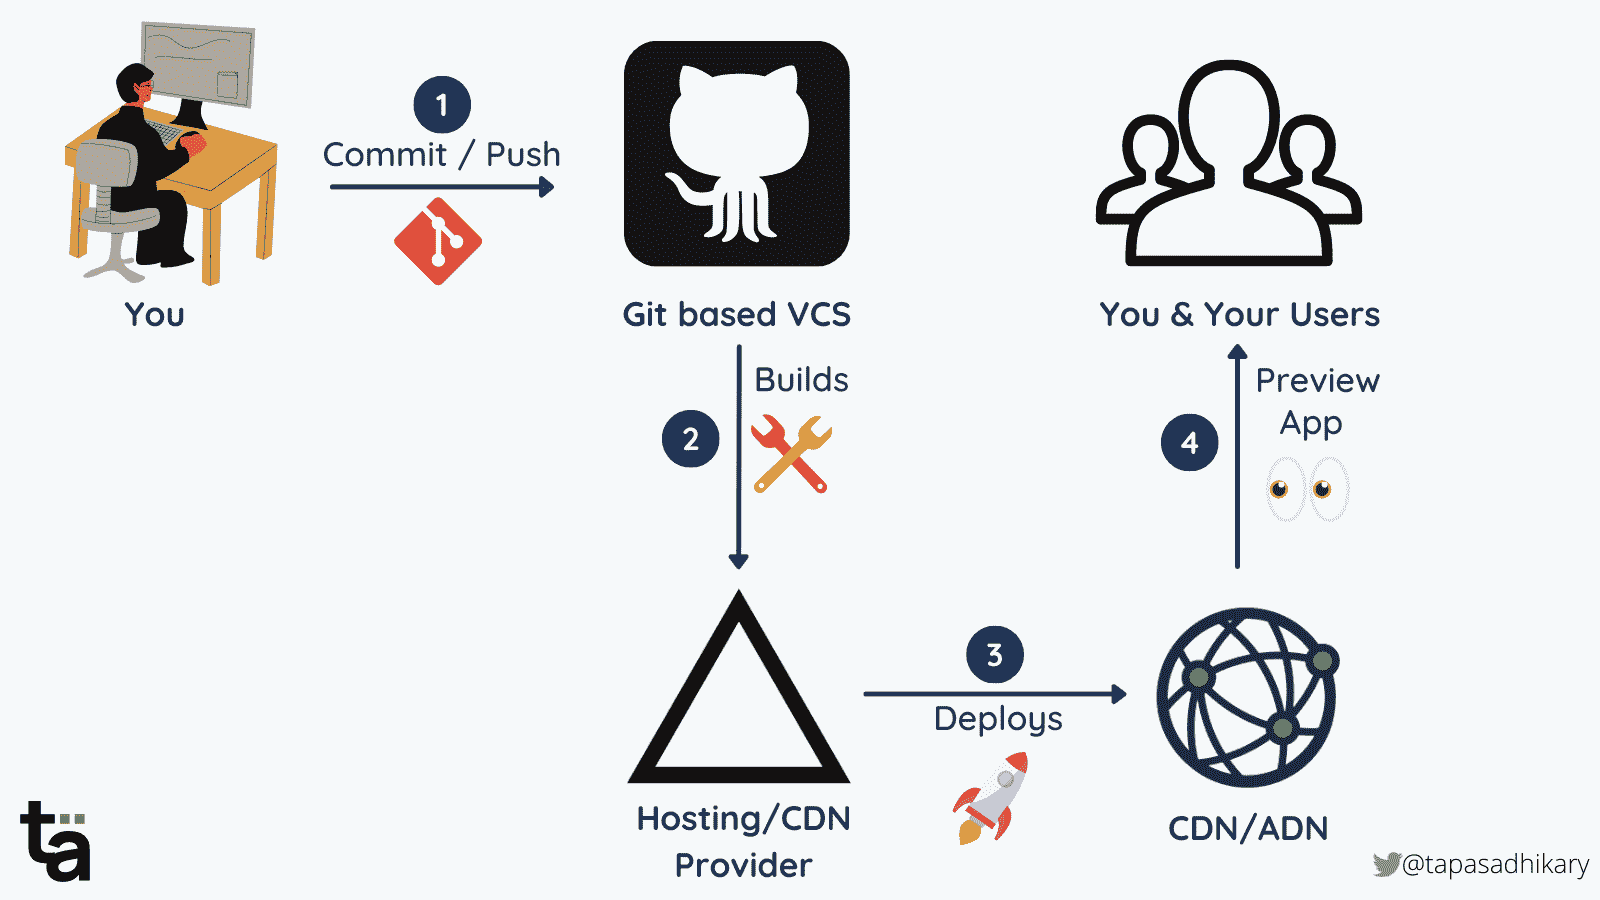 1
Commit / Push
You
Git based VCS
You & Your Users
2
Builds
4
Preview
App
3
Deploys
Hosting/CDN
Provider
CDN/ADN
ta
@tapasadhikary